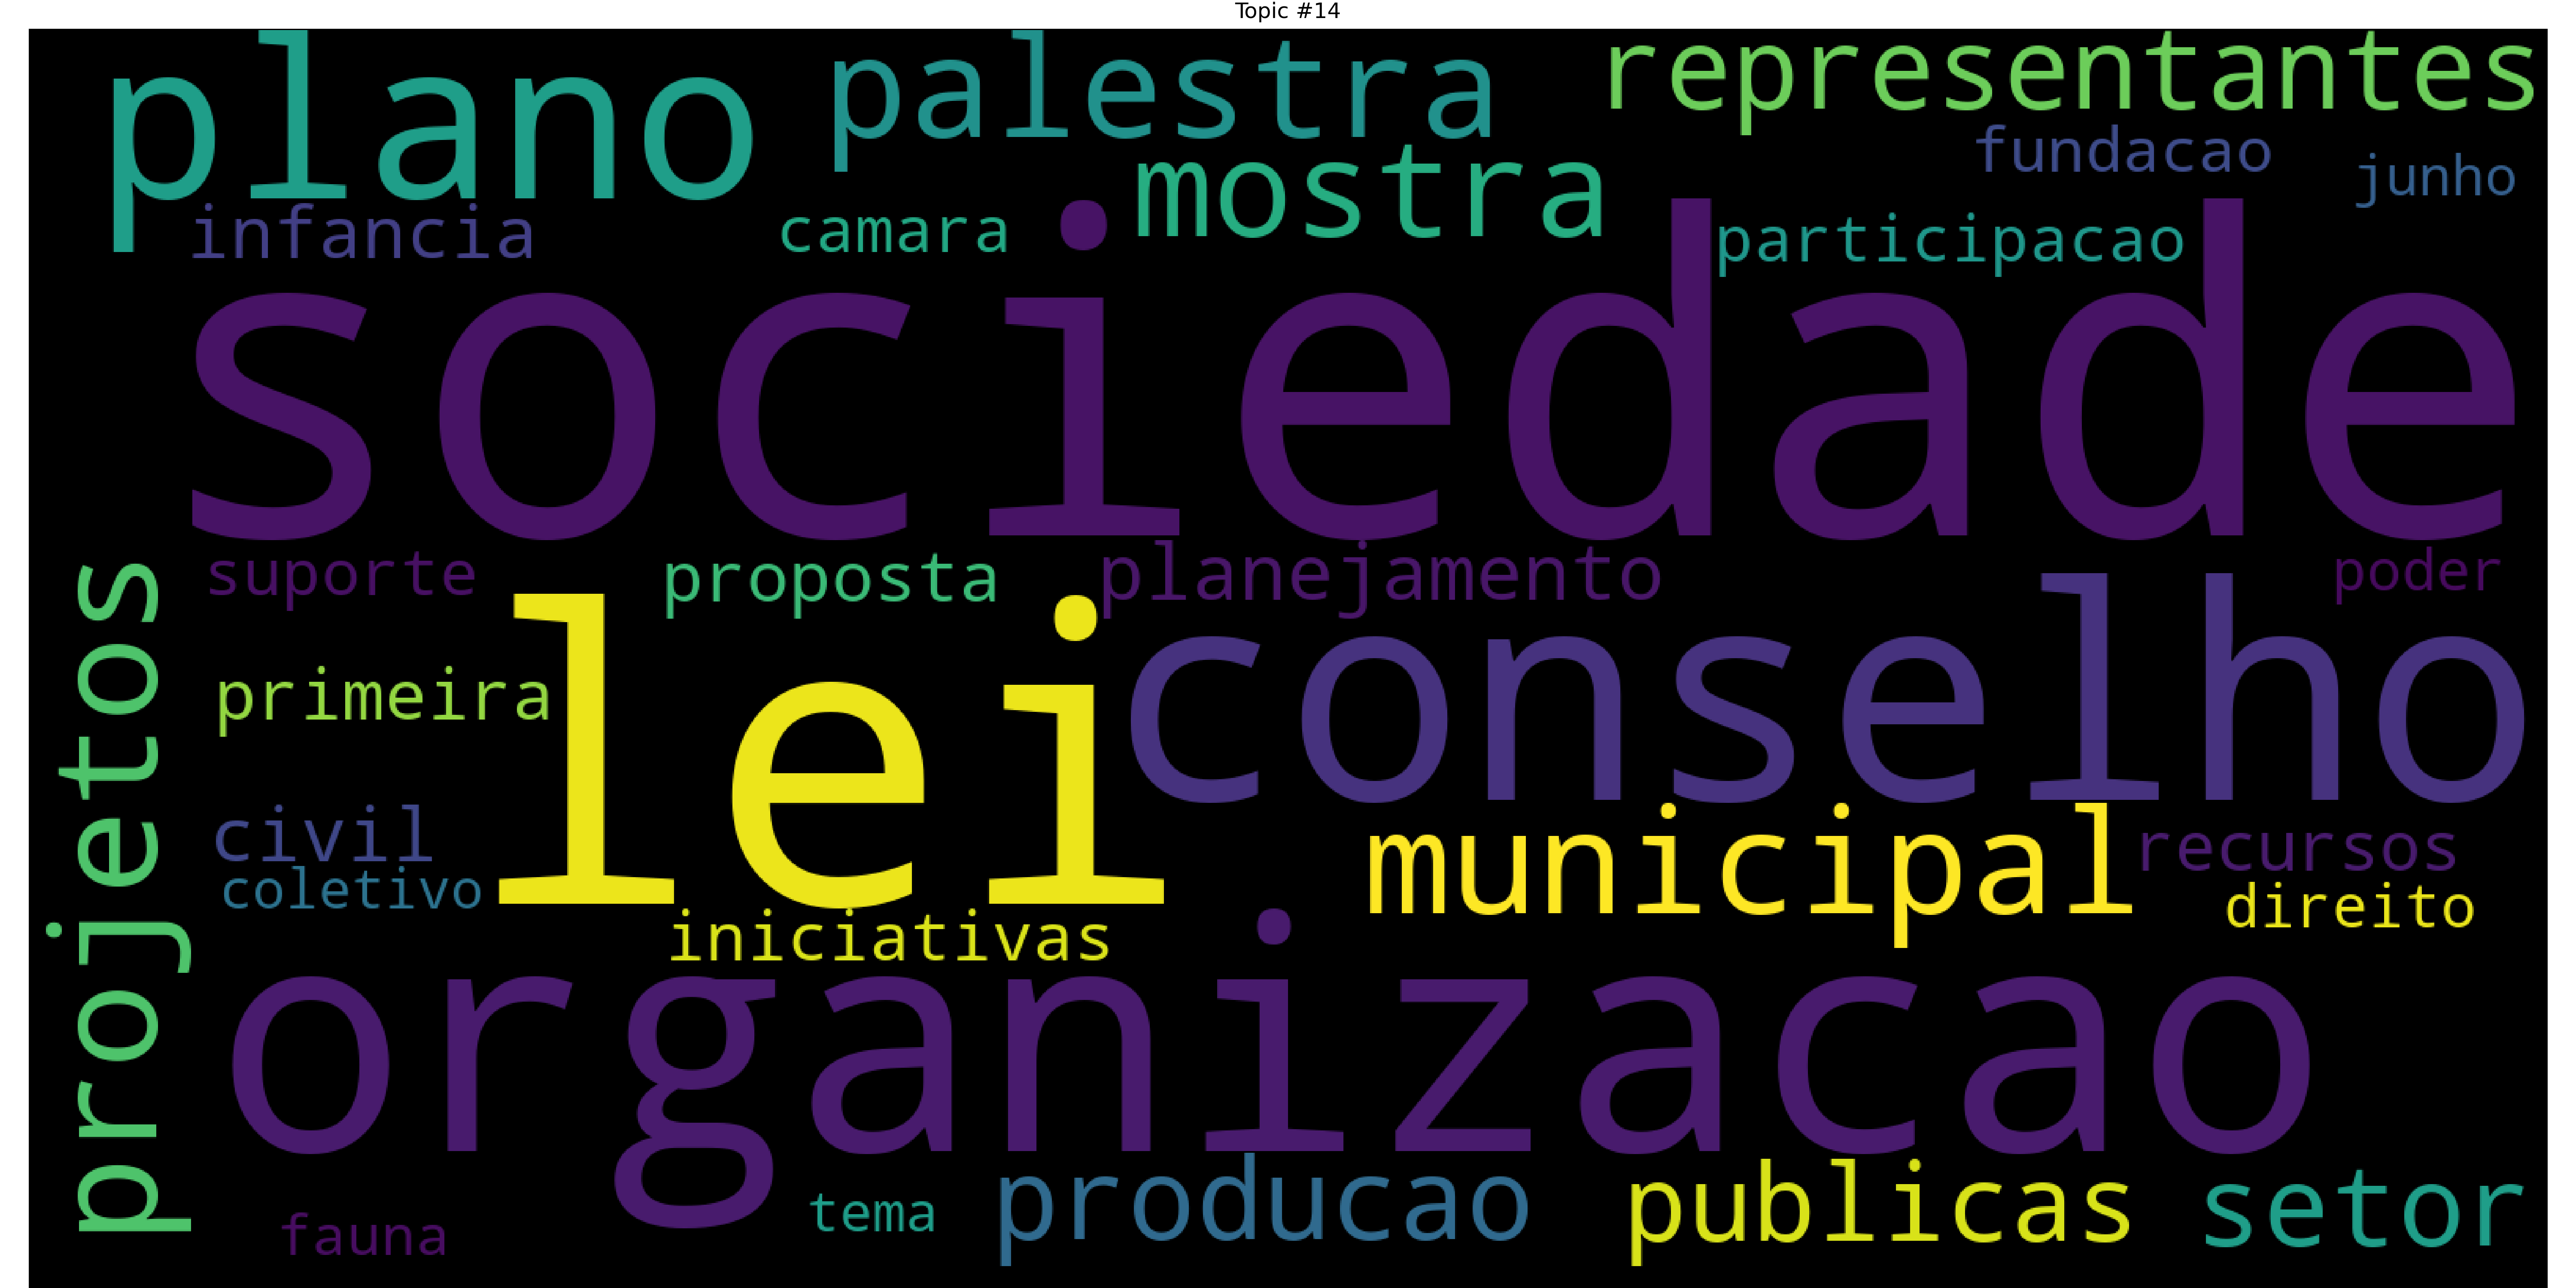 Topic #14
plano
palestra
representantes
mostra
fundacao
junho
infancia
camara
participacao
sociedade
suporte
proposta
planejamento
poder
projetos
primeira
lei
conselho
civil
municipal
recursos
coletivo
direito
iniciativas
organizacao
fauna
tema
producao
publicas
setor